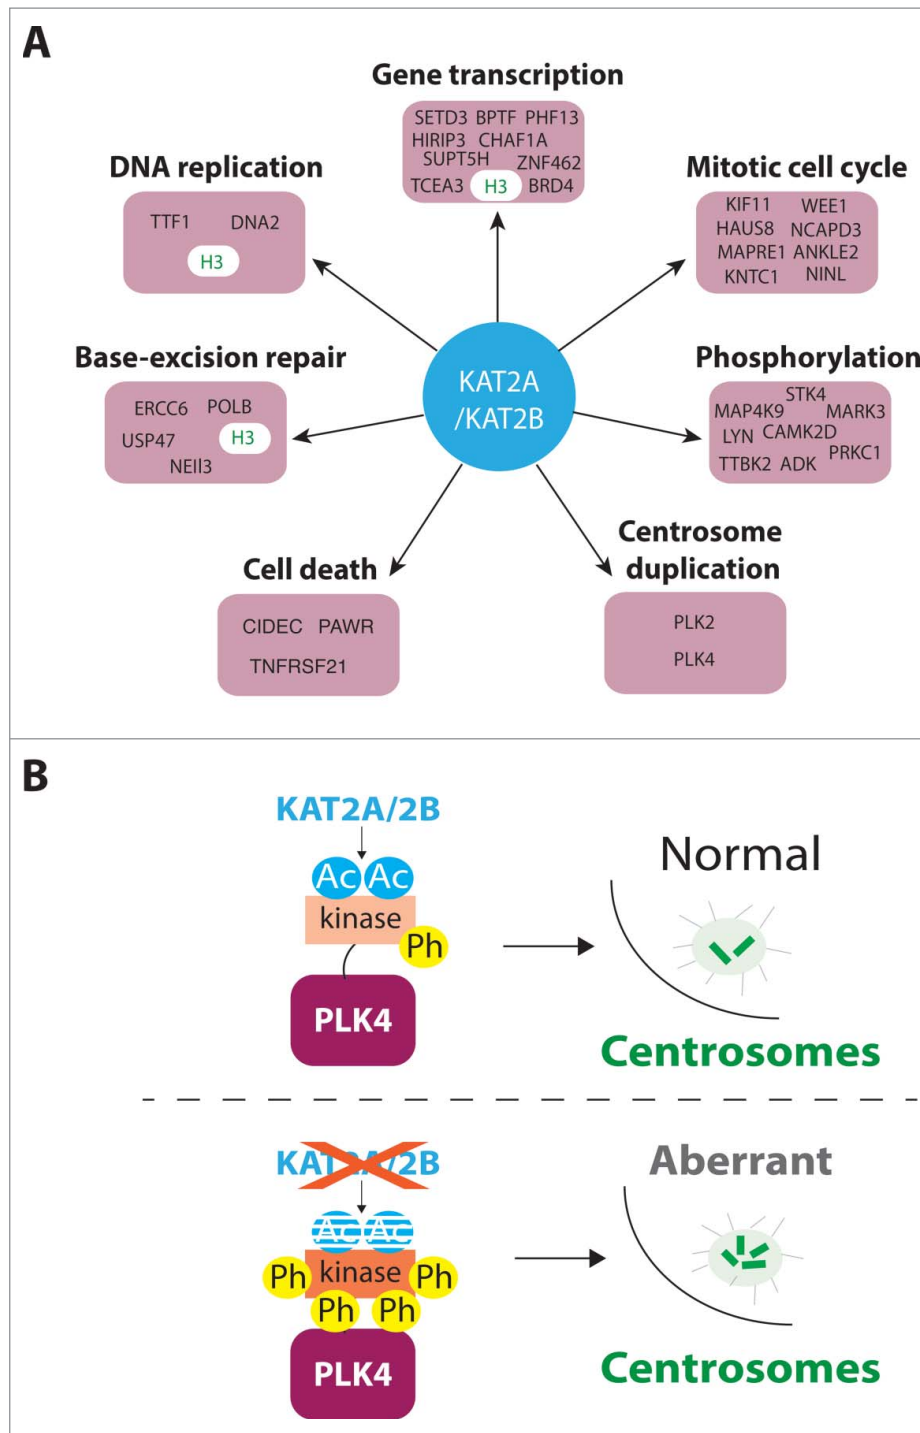 A
Gene transcription
SETD3 BPTF PHF13
HIRIP3 CHAF1A
SUPT5H ZNF462
TCEA3 H3 BRD4
DNA replication
TTF1 DNA2
H3
Mitotic cell cycle
KIF11 WEE1
HAUS8 NCAPD3
MAPRE1 ANKLE2
KNTC1 NINL
Base-excision repair
ERCC6 POLB
USP47 H3
NEIl3
KAT2A
/KAT2B
Phosphorylation
STK4
MAP4K9 MARK3
LYN CAMK2D
PRKC1
TTBK2 ADK
Cell death
CIDEC PAWR
TNFRSF21
Centrosome
duplication
PLK2
PLK4
B
KAT2A/2B
Ac Ac
kinase
Ph
PLK4
Normal
Centrosomes
KAT2A/2B
Ac Ac
Ph kinase Ph
Ph Ph
PLK4
Aberrant
Centrosomes